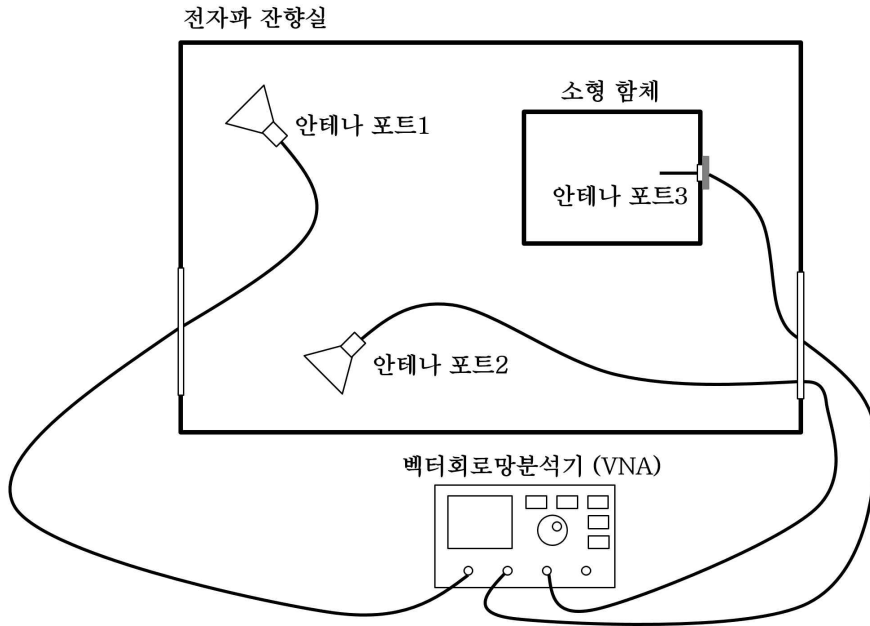 전자파 잔향실
소형 함체
안테나 포트1
안테나 포트3
안테나 포트2
벡터회로망분석기 (VNA)